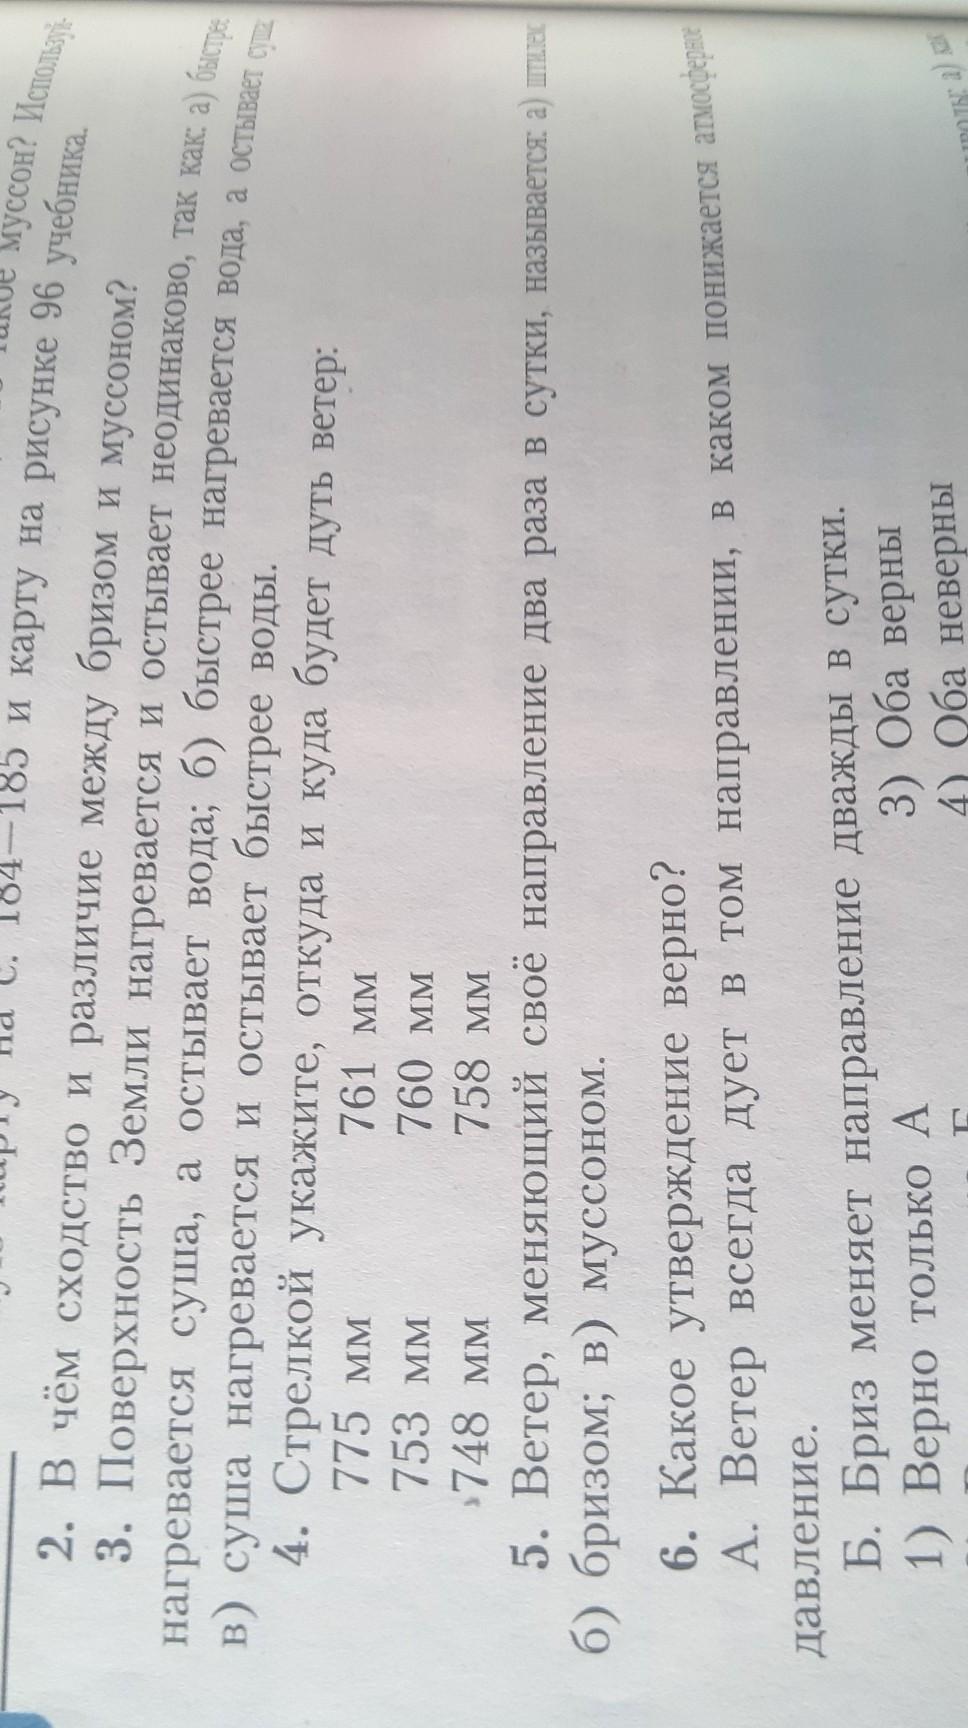 муссон? Используй-
на с. 184—185 и карту на рисунке 96 учебника.
2. В чём сходство и различие между бризом и муссоном?
3. Поверхность Земли нагревается и остывает неодинаково, так как: а) быстрее
нагревается суша, а остывает вода; б) быстрее нагревается вода, а остывает суша;
в) суша нагревается и остывает быстрее воды.
4. Стрелкой укажите, откуда и куда будет дуть ветер:
775 мм 761 мм
753 мм 760 мм
748 мм 758 мм
5. Ветер, меняющий своё направление два раза в сутки, называется: а) штилем;
б) бризом; в) муссоном.
6. Какое утверждение верно?
А. Ветер всегда дует в том направлении, в каком понижается атмосферное
давление.
Б. Бриз меняет направление дважды в сутки.
1) Верно только А 3) Оба верны
4) Оба неверны
а) как